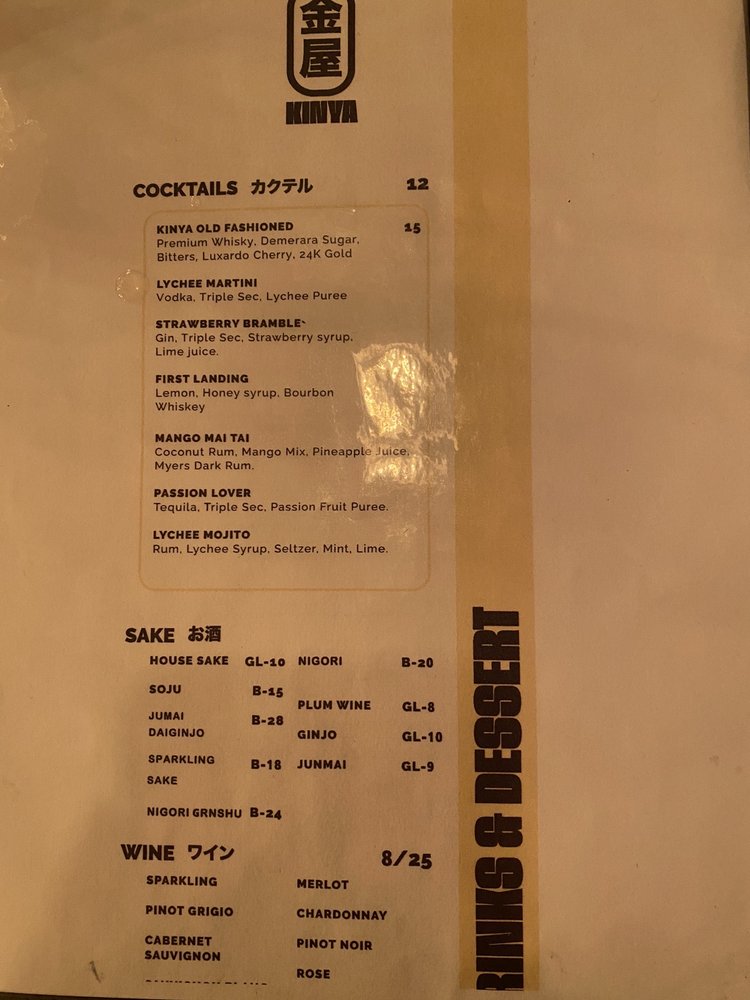 金
屋
KINYA
COCKTAILS カクテル 12
KINYA OLD FASHIONED 15
Premium Whisky, Demerara Sugar,
Bitters, Luxardo Cherry, 24K Gold
LYCHEE MARTINI
Vodka, Triple Sec, Lychee Puree
STRAWBERRY BRAMBLE`
Gin, Triple Sec, Strawberry syrup,
Lime juice.
FIRST LANDING
Lemon, Honey syrup, Bourbon
Whiskey
MANGO MAI TAI
Coconut Rum, Mango Mix, Pineapple Juice,
Myers Dark Rum.
PASSION LOVER
Tequila, Triple Sec, Passion Fruit Puree.
LYCHEE MOJITO
Rum, Lychee Syrup, Seltzer, Mint, Lime.
SAKE お酒
HOUSE SAKE GL-10
SOJU B-15
JUMAI
DAIGINJO B-28
SPARKLING
SAKE B-18
NIGORI GRNSHU B-24
NIGORI B-20
PLUM WINE GL-8
GINJO GL-10
JUNMAI GL-9
WINE ワイン 8/25
SPARKLING
PINOT GRIGIO
CABERNET
SAUVIGNON
MERLOT
CHARDONNAY
PINOT NOIR
ROSE
RINKS & DESSERT